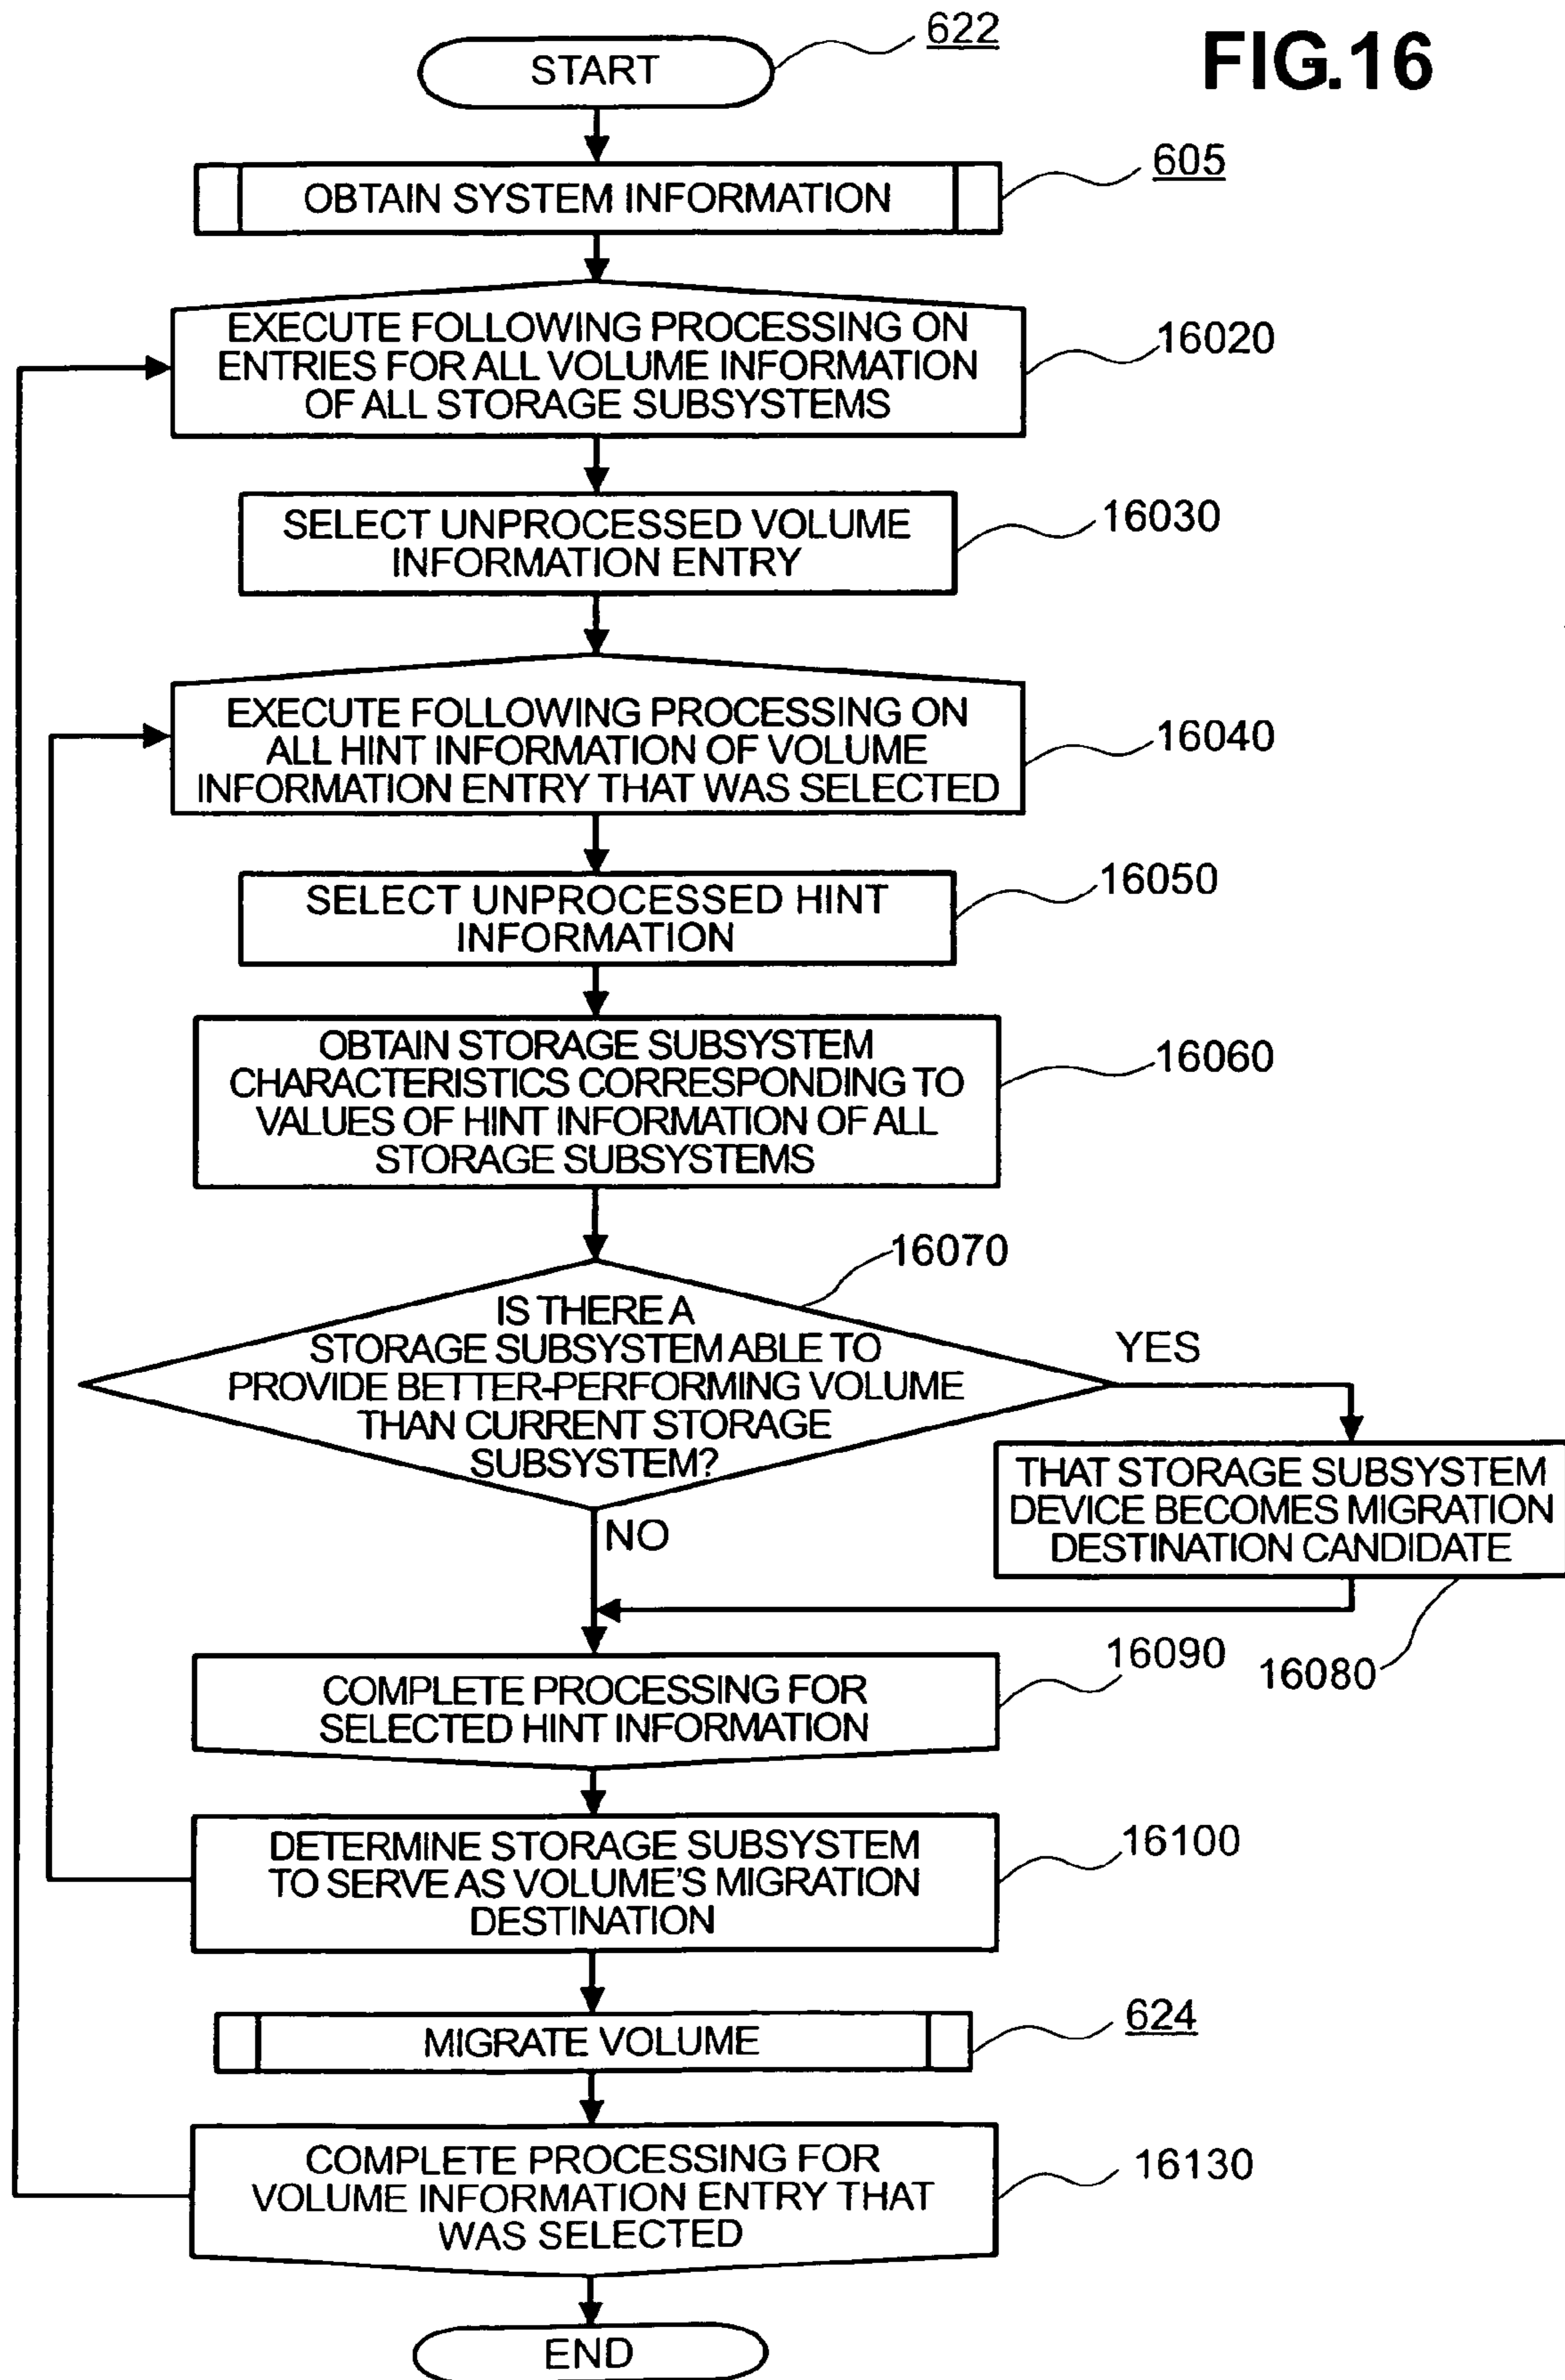 622
FIG.16
START
605
OBTAIN SYSTEM INFORMATION
EXECUTE FOLLOWING PROCESSING ON
ENTRIES FOR ALL VOLUME INFORMATION
OF ALL STORAGE SUBSYSTEMS
16020
SELECT UNPROCESSED VOLUME
INFORMATION ENTRY
16030
EXECUTE FOLLOWING PROCESSING ON
ALL HINT INFORMATION OF VOLUME
INFORMATION ENTRY THAT WAS SELECTED
16040
SELECT UNPROCESSED HINT
INFORMATION
16050
OBTAIN STORAGE SUBSYSTEM
CHARACTERISTICS CORRESPONDING TO
VALUES OF HINT INFORMATION OF ALL
STORAGE SUBSYSTEMS
16060
16070
IS THERE A
STORAGE SUBSYSTEM ABLE TO
PROVIDE BETTER-PERFORMING VOLUME
THAN CURRENT STORAGE
SUBSYSTEM?
YES
NO
THAT STORAGE SUBSYSTEM
DEVICE BECOMES MIGRATION
DESTINATION CANDIDATE
16080
COMPLETE PROCESSING FOR
SELECTED HINT INFORMATION
16090
DETERMINE STORAGE SUBSYSTEM
TO SERVE AS VOLUME'S MIGRATION
DESTINATION
16100
MIGRATE VOLUME
624
COMPLETE PROCESSING FOR
VOLUME INFORMATION ENTRY THAT
WAS SELECTED
16130
END